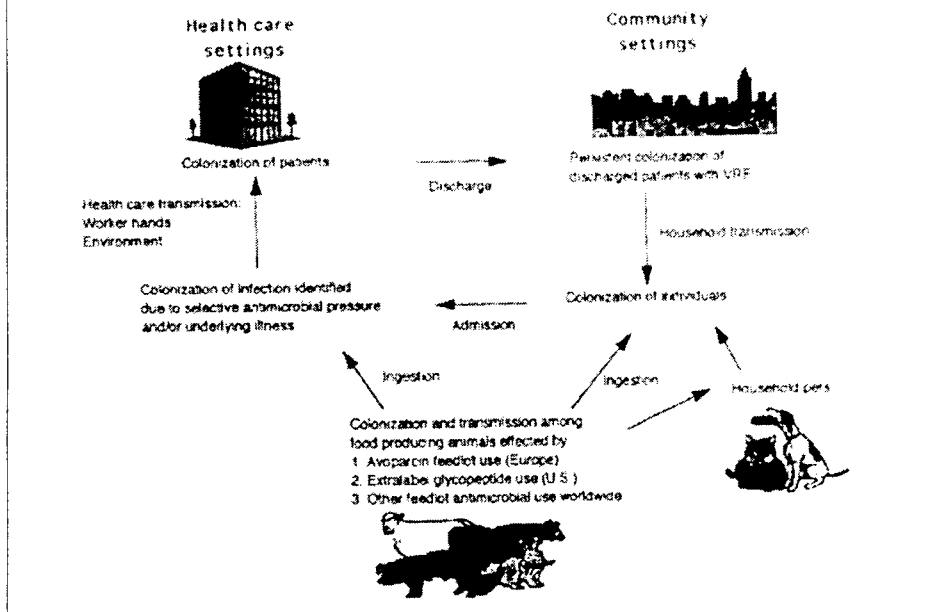 Health care
settings
Community
settings
Colonization of patients
Discharge
Persistent colonization of
discharged patients with VRE
Health care transmission:
Worker hands
Environment
Household transmission
Colonization of infection identified
due to selective antimicrobial pressure
and/or underlying illness
Admission
Colonization of individuals
Ingestion
Ingestion
Household pets
Colonization and transmission among
food producing animals effected by
1. Avoparcin feedlot use (Europe)
2. Extralabel glycopeptide use (U.S.)
3. Other feedlot antimicrobial use worldwide